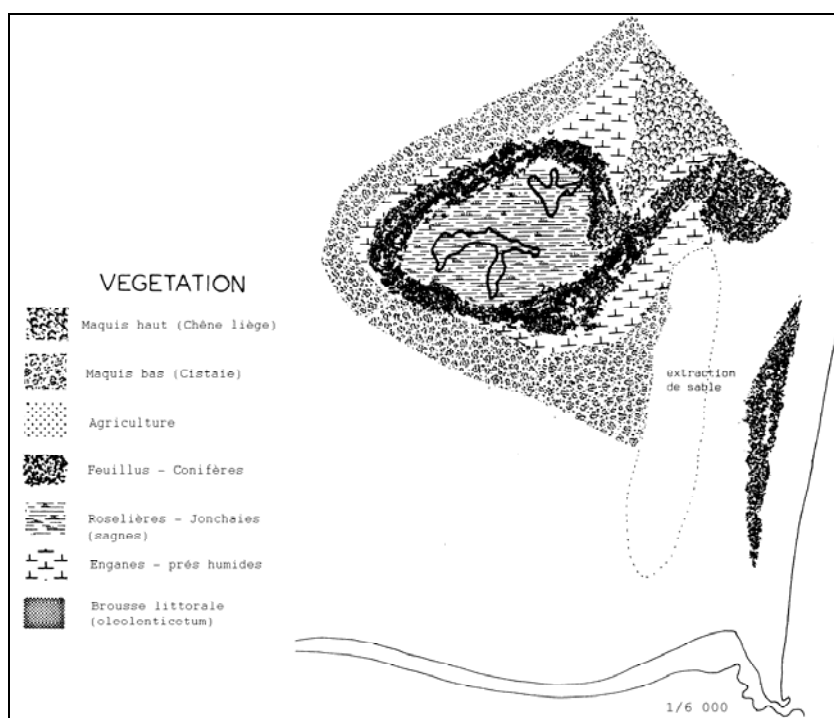 VEGETATION
Maquis haut (Chêne liège)
Maquis bas (Cistaie)
Agriculture
Feuillus - Conifères
Roselières - Jonchaies
(sagnes)
Enganes - prés humides
Brousse littorale
(oleolenticetum)
extraction
de sable
1/6 000